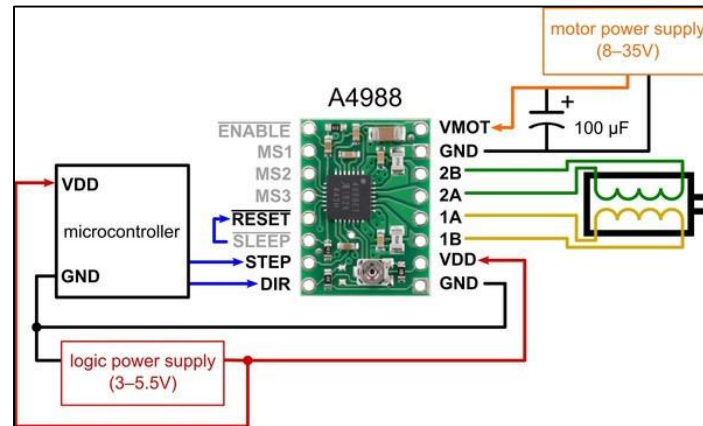 motor power supply
(8–35V)
A4988
ENABLE
MS1
MS2
MS3
RESET
SLEEP
STEP
DIR
VMOT
GND
2B
2A
1A
1B
VDD
GND
+
100 µF
VDD
microcontroller
GND
logic power supply
(3–5.5V)